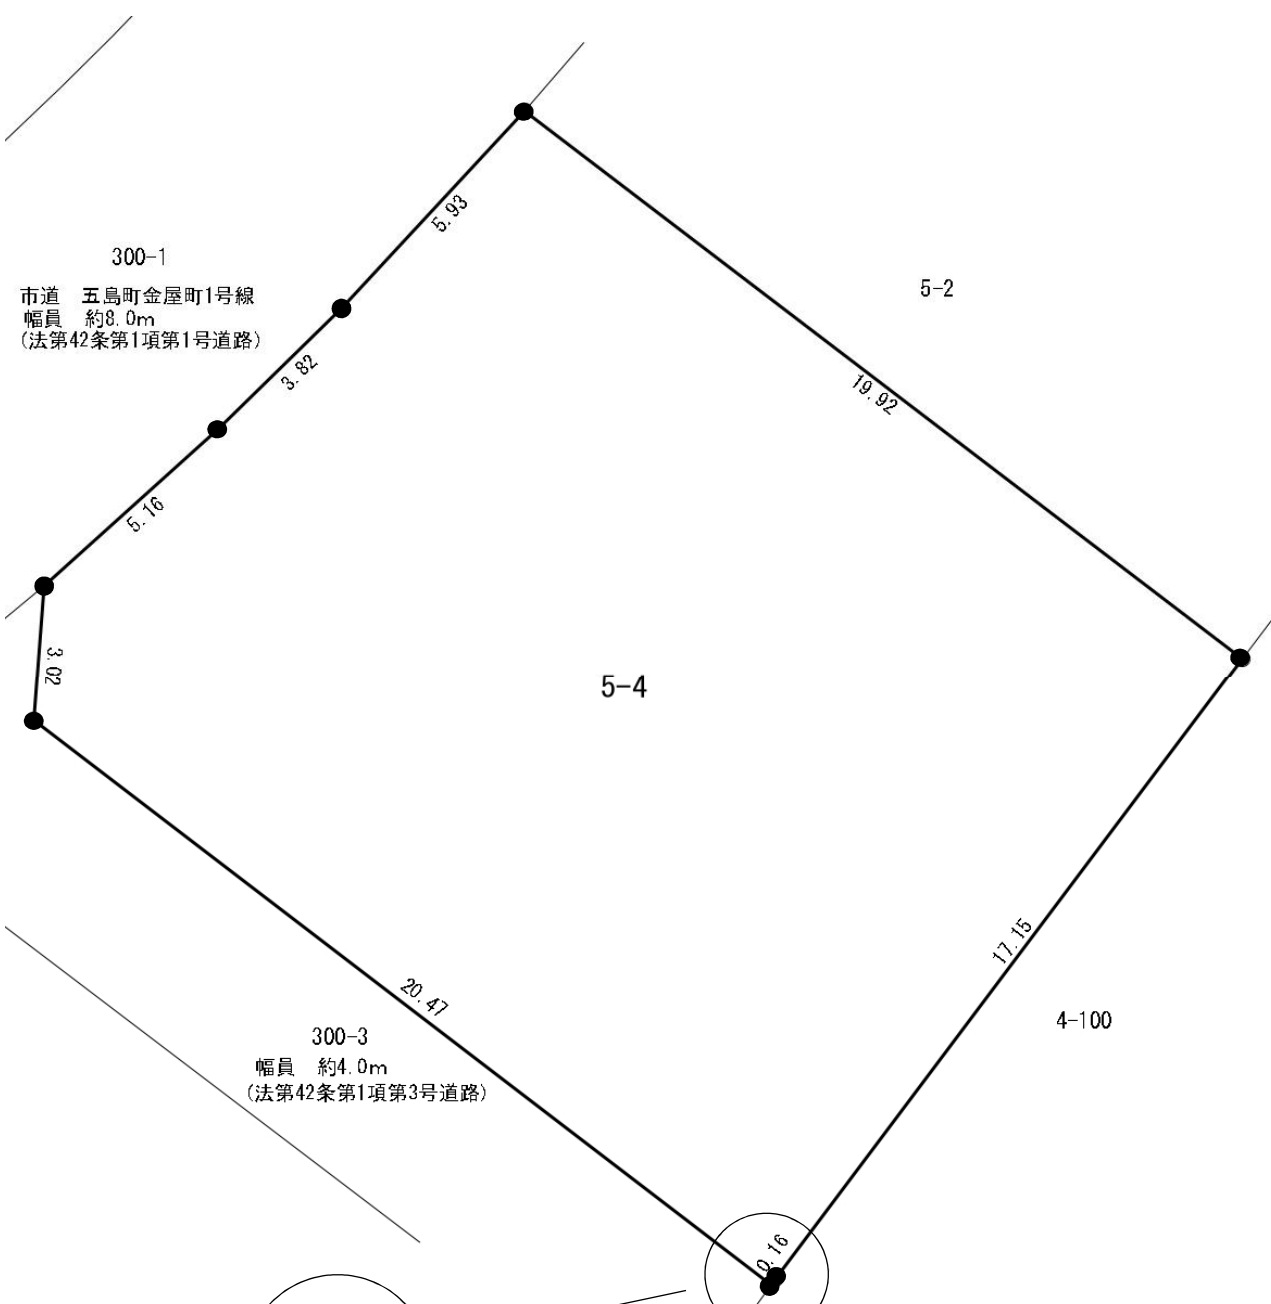 5.93
300-1
市道　五島町金屋町1号線
幅員　約8.0m
(法第42条第1項第1号道路)
5-2
3.82
19.92
5.16
3.02
5-4
17.15
20.47
4-100
300-3
幅員　約4.0m
(法第42条第1項第3号道路)
0.16